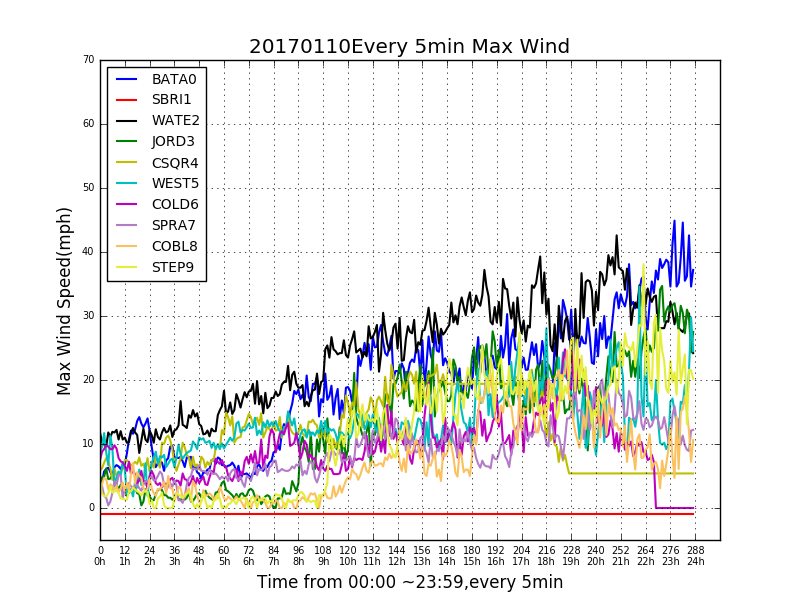 20170110Every 5min Max Wind
70
60
50
40
30
20
10
0
Max Wind Speed(mph)
BATA0
SBRI1
WATE2
JORD3
CSQR4
WEST5
COLD6
SPRA7
COBL8
STEP9
0 12 24 36 48 60 72 84 96 108 120 132 144 156 168 180 192 204 216 228 240 252 264 276 288
0h 1h 2h 3h 4h 5h 6h 7h 8h 9h 10h 11h 12h 13h 14h 15h 16h 17h 18h 19h 20h 21h 22h 23h 24h
Time from 00:00 ~23:59,every 5min